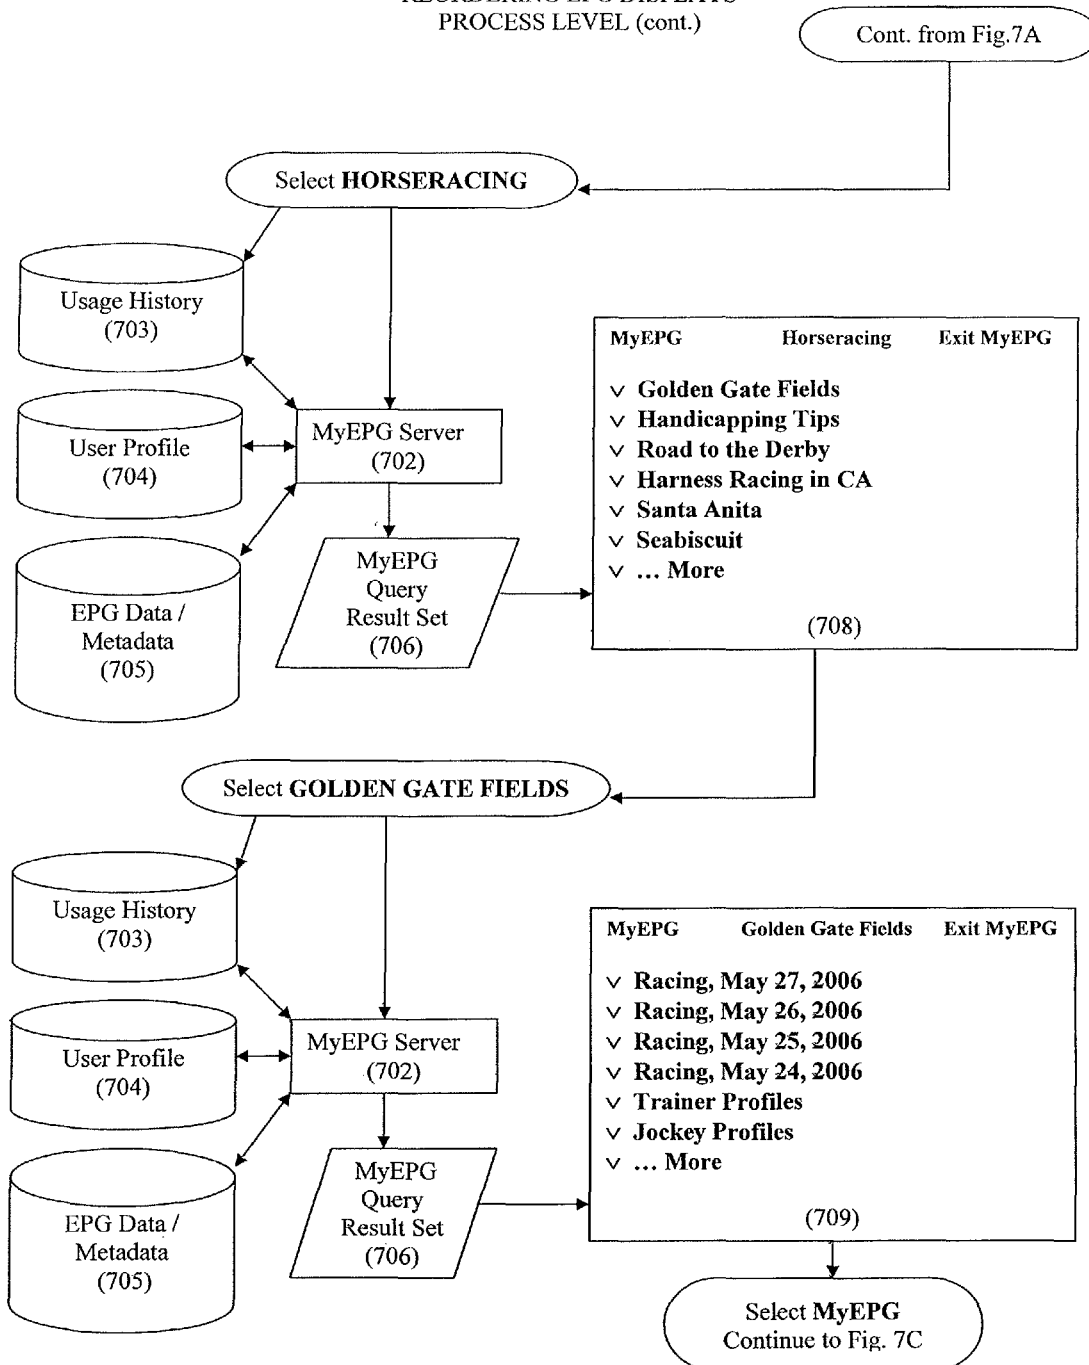 REORDERING EPG DISPLAYS
PROCESS LEVEL (cont.)
Cont. from Fig.7A
Select HORSERACING
Usage History
(703)
User Profile
(704)
EPG Data /
Metadata
(705)
MyEPG Server
(702)
MyEPG
Query
Result Set
(706)
MyEPG Horseracing Exit MyEPG
v Golden Gate Fields
v Handicapping Tips
v Road to the Derby
v Harness Racing in CA
v Santa Anita
v Seabiscuit
v ... More
(708)
Select GOLDEN GATE FIELDS
Usage History
(703)
User Profile
(704)
EPG Data /
Metadata
(705)
MyEPG Server
(702)
MyEPG
Query
Result Set
(706)
MyEPG Golden Gate Fields Exit MyEPG
v Racing, May 27, 2006
v Racing, May 26, 2006
v Racing, May 25, 2006
v Racing, May 24, 2006
v Trainer Profiles
v Jockey Profiles
v ... More
(709)
Select MyEPG
Continue to Fig. 7C